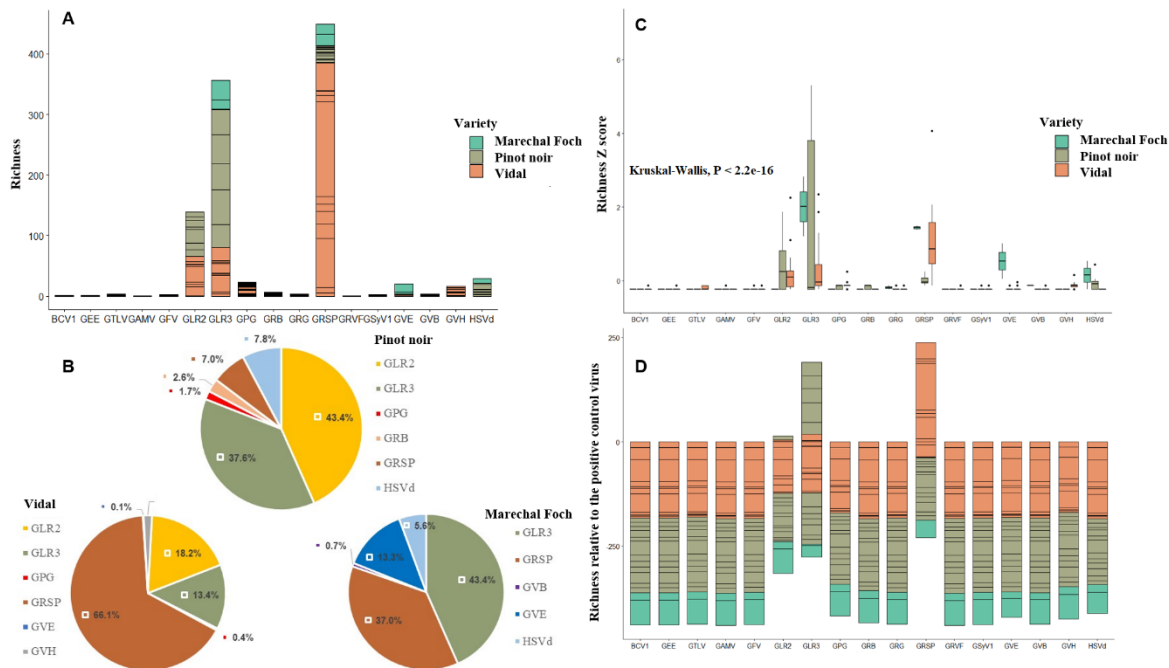 A
400
300
200
100
0
Richness
Variety
Marechal Foch
Pinot noir
Vidal
BCV1 GEE GTLV GAMV GFV GLR2 GLR3 GPG GRB GRG GRSP GRVF GSyV1 GVE GVB GVH HSVd
B
Pinot noir
GLR2
GLR3
GPG
GRB
GRSP
HSVd
7.8%
7.0%
2.6%
1.7%
43.4%
37.6%
Vidal
GLR2
GLR3
GPG
GRSP
GVE
GVH
0.1%
18.2%
13.4%
66.1%
0.4%
Marechal Foch
GLR3
GRSP
GVB
GVE
HSVd
5.6%
13.3%
0.7%
43.4%
37.0%
C
6
4
2
0
Richness Z score
Kruskal-Wallis, P < 2.2e-16
Variety
Marechal Foch
Pinot noir
Vidal
BCV1 GEE GTLV GAMV GFV GLR2 GLR3 GPG GRB GRG GRSP GRVF GSyV1 GVE GVB GVH HSVd
D
250
0
250
Richness relative to the positive control virus
BCV1 GEE GTLV GAMV GFV GLR2 GLR3 GPG GRB GRG GRSP GRVF GSyV1 GVE GVB GVH HSVd